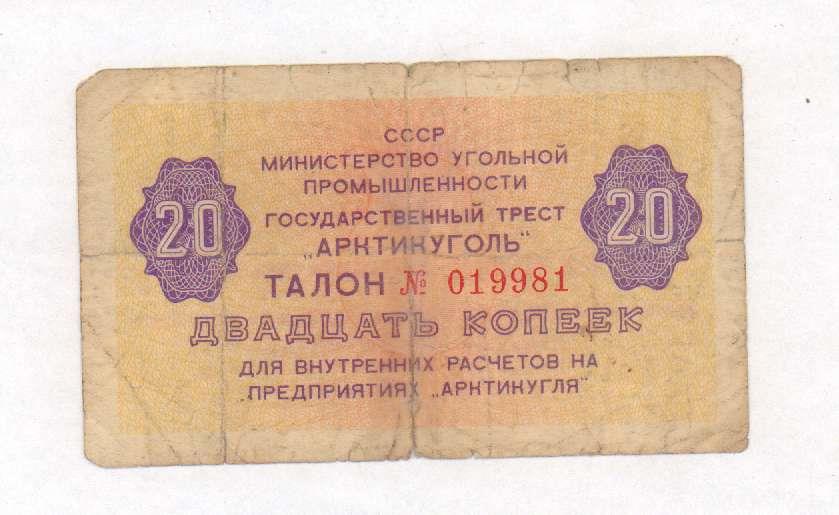 СССР
МИНИСТЕРСТВО УГОЛЬНОЙ
ПРОМЫШЛЕННОСТИ
ГОСУДАРСТВЕННЫЙ ТРЕСТ
„АРКТИКУГОЛЬ“
20
20
ТАЛОН № 019981
ДВАДЦАТЬ КОПЕЕК
ДЛЯ ВНУТРЕННИХ РАСЧЕТОВ НА
ПРЕДПРИЯТИЯХ „АРКТИКУГЛЯ“